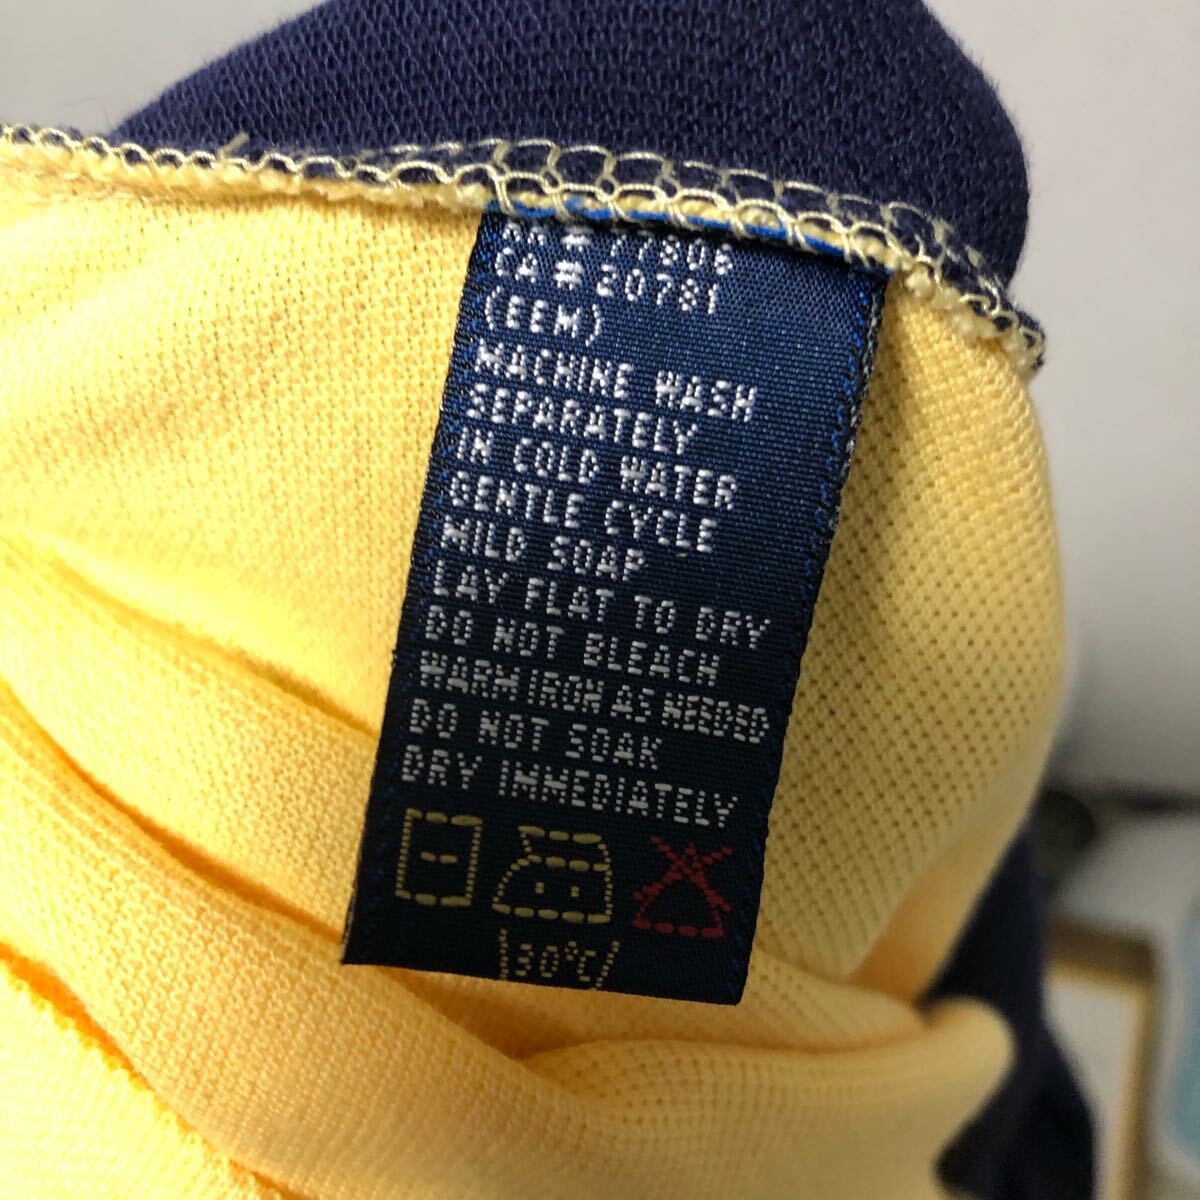 77806
CA# 20781
(EEM)
MACHINE WASH
SEPARATELY
IN COLD WATER
GENTLE CYCLE
MILD SOAP
LAY FLAT TO DRY
DO NOT BLEACH
WARM IRON AS NEEDED
DO NOT SOAK
DRY IMMEDIATELY
30°C